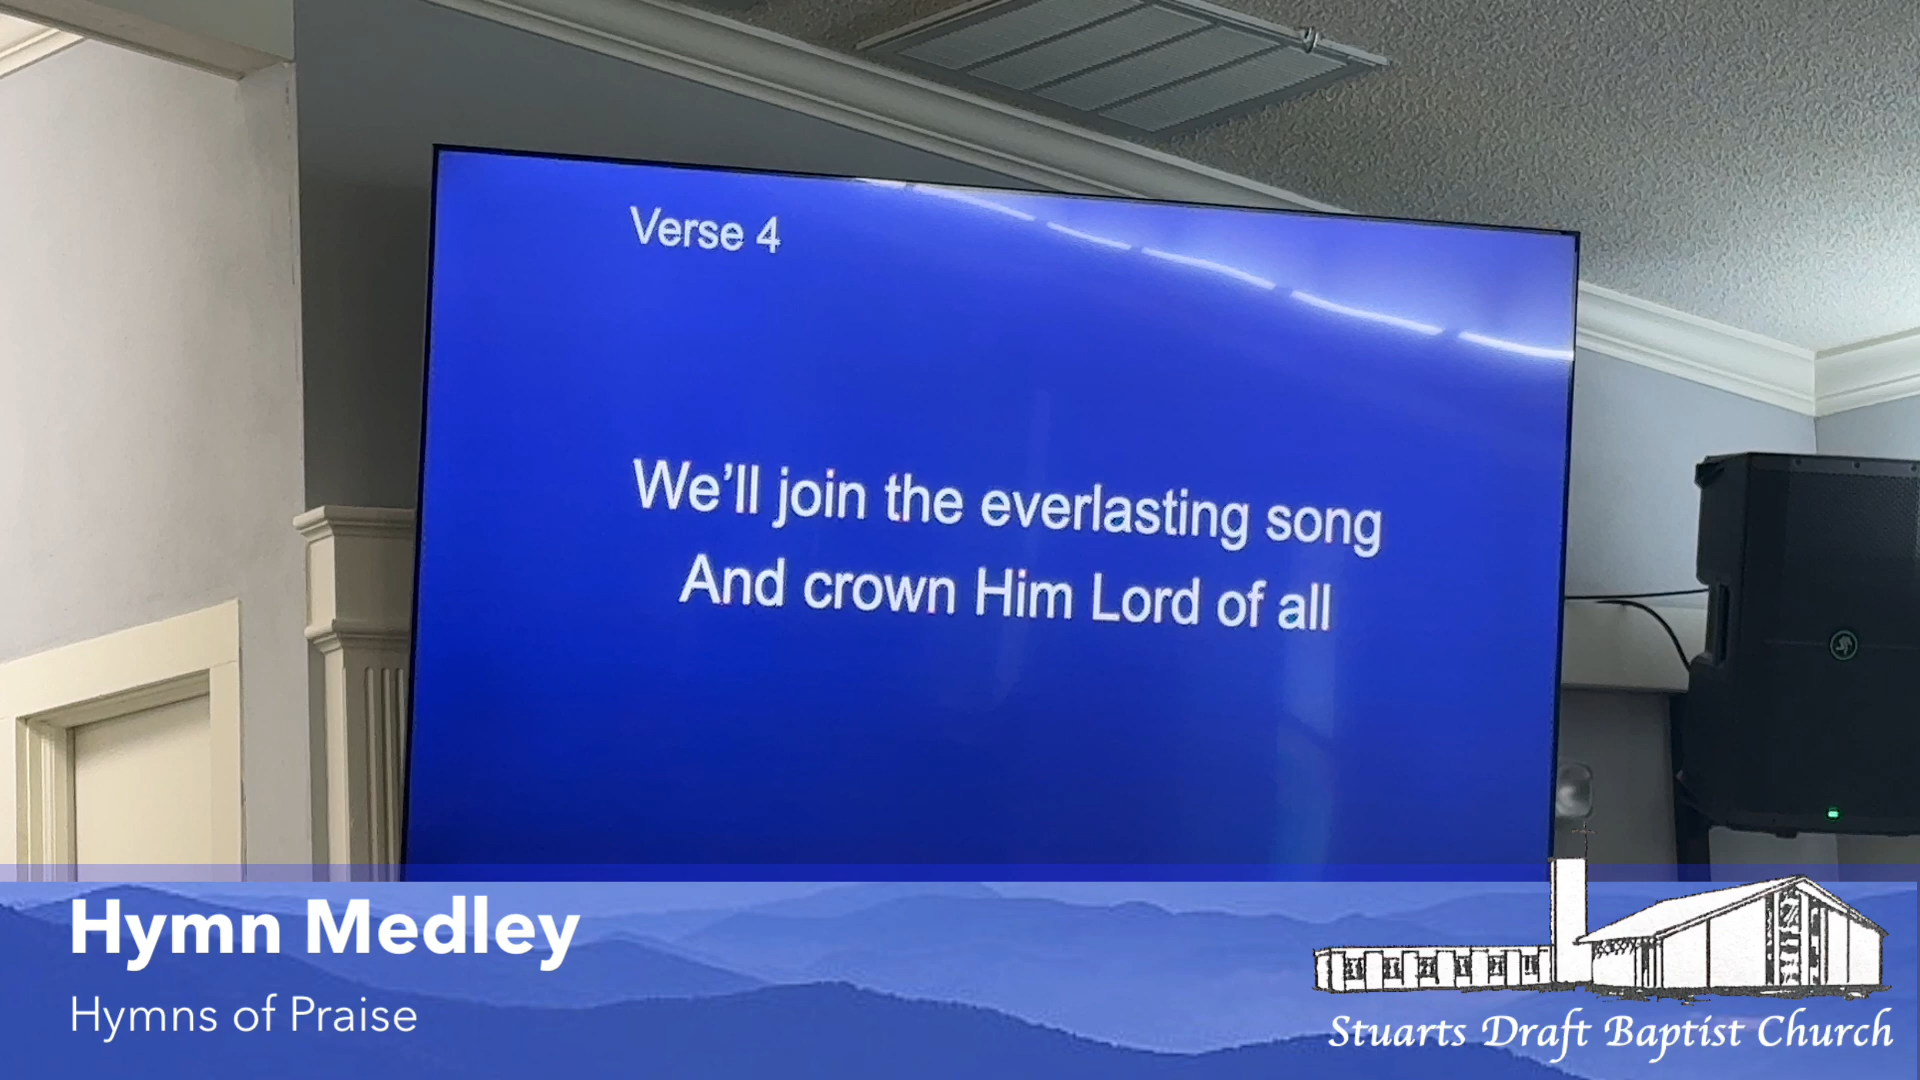 Verse 4
We'll join the everlasting song
And crown Him Lord of all
Hymn Medley
Hymns of Praise
Stuarts Draft Baptist Church